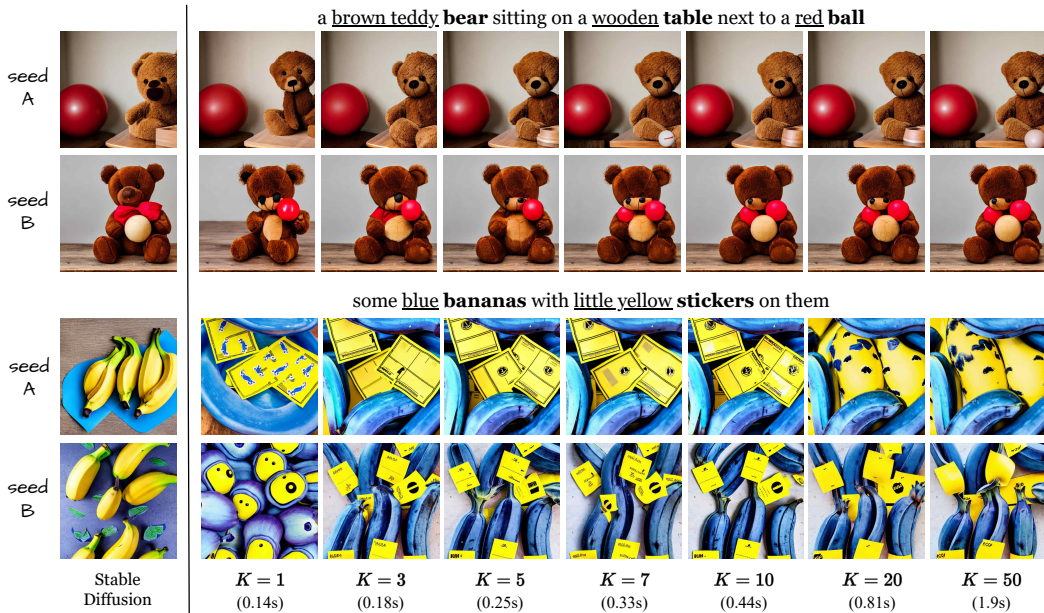 a brown teddy bear sitting on a wooden table next to a red ball
seed
A
seed
B
some blue bananas with little yellow stickers on them
seed
A
seed
B
Stable
Diffusion
K = 1
K = 3
K = 5
K = 7
K = 10
K = 20
K = 50
(0.14s)
(0.18s)
(0.25s)
(0.33s)
(0.44s)
(0.81s)
(1.9s)